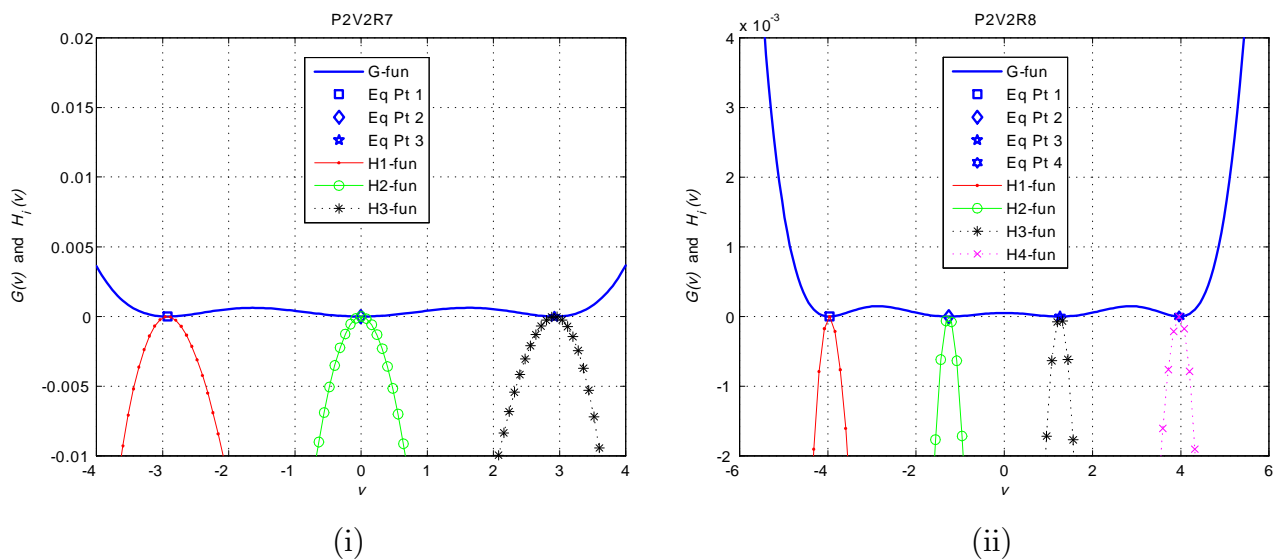 P2V2R7
0.02
0.015
0.01
0.005
0
-0.005
-0.01
G(v) and H_i(v)
G-fun
Eq Pt 1
Eq Pt 2
Eq Pt 3
H1-fun
H2-fun
H3-fun
-4 -3 -2 -1 0 1 2 3 4
v
(i)
P2V2R8
x 10^-3
4
3
2
1
0
-1
-2
G(v) and H_i(v)
G-fun
Eq Pt 1
Eq Pt 2
Eq Pt 3
Eq Pt 4
H1-fun
H2-fun
H3-fun
H4-fun
-6 -4 -2 0 2 4 6
v
(ii)